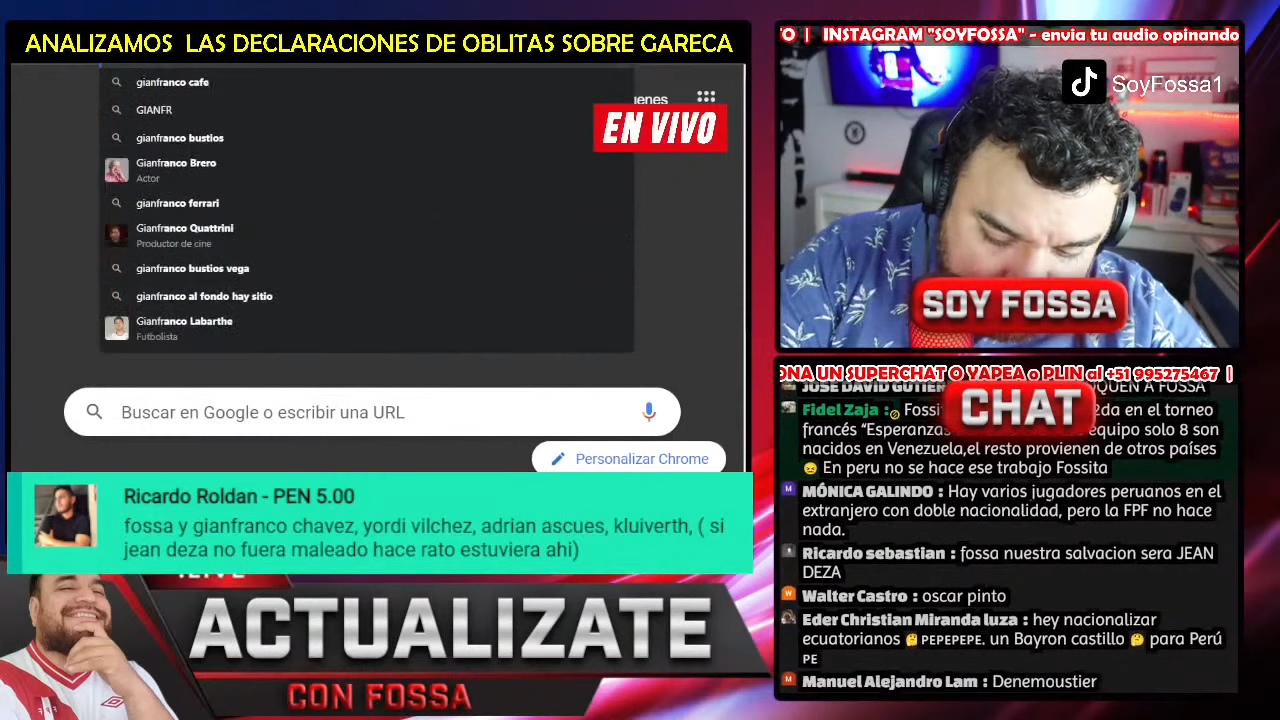 ANALIZAMOS LAS DECLARACIONES DE OBLITAS SOBRE GARECA
gianfranco cafe
GIANFR
gianfranco bustios
Gianfranco Brero
Actor
gianfranco ferrari
Gianfranco Quattrini
Productor de cine
gianfranco bustios vega
gianfranco al fondo hay sitio
Gianfranco Labarthe
Futbolista
EN VIVO
Buscar en Google o escribir una URL
Personalizar Chrome
Ricardo Roldan - PEN 5.00
fossa y gianfranco chavez, yordi vilchez, adrian ascues, kluiverth, ( si
jean deza no fuera maleado hace rato estuviera ahi)
ACTUALIZATE
CON FOSSA
| INSTAGRAM "SOYFOSSA" - envia tu audio opinando
SoyFossa1
SOY FOSSA
UN SUPERCHAT O YAPEA o PLIN al +51 995275467 |
JOSE DAVID A FOSSA
CHAT
Fidel Zaja : 2da en el torneo
francés “Esperanzas equipo solo 8 son
nacidos en Venezuela,el resto provienen de otros países
😖 En peru no se hace ese trabajo Fossita
M MÓNICA GALINDO : Hay varios jugadores peruanos en el
extranjero con doble nacionalidad, pero la FPF no hace
nada.
Ricardo sebastian : fossa nuestra salvacion sera JEAN
DEZA
W Walter Castro : oscar pinto
Eder Christian Miranda luza : hey nacionalizar
ecuatorianos 🤔PEPEPEPE. un Bayron castillo 🤔 para Perú
PE
M Manuel Alejandro Lam : Denemoustier